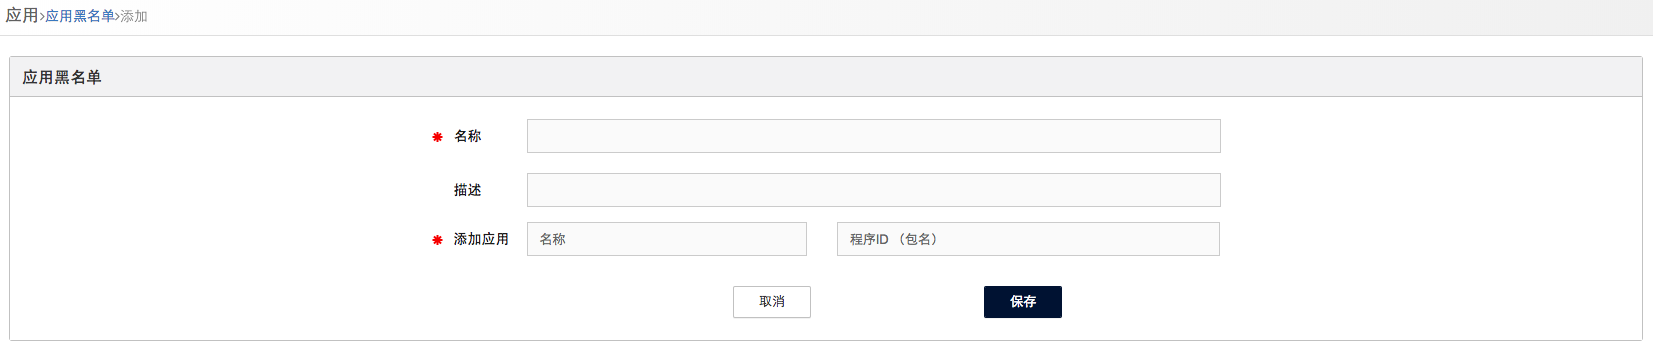 应用>应用黑名单>添加
应用黑名单
* 名称
描述
* 添加应用 名称 程序ID （包名）
取消 保存